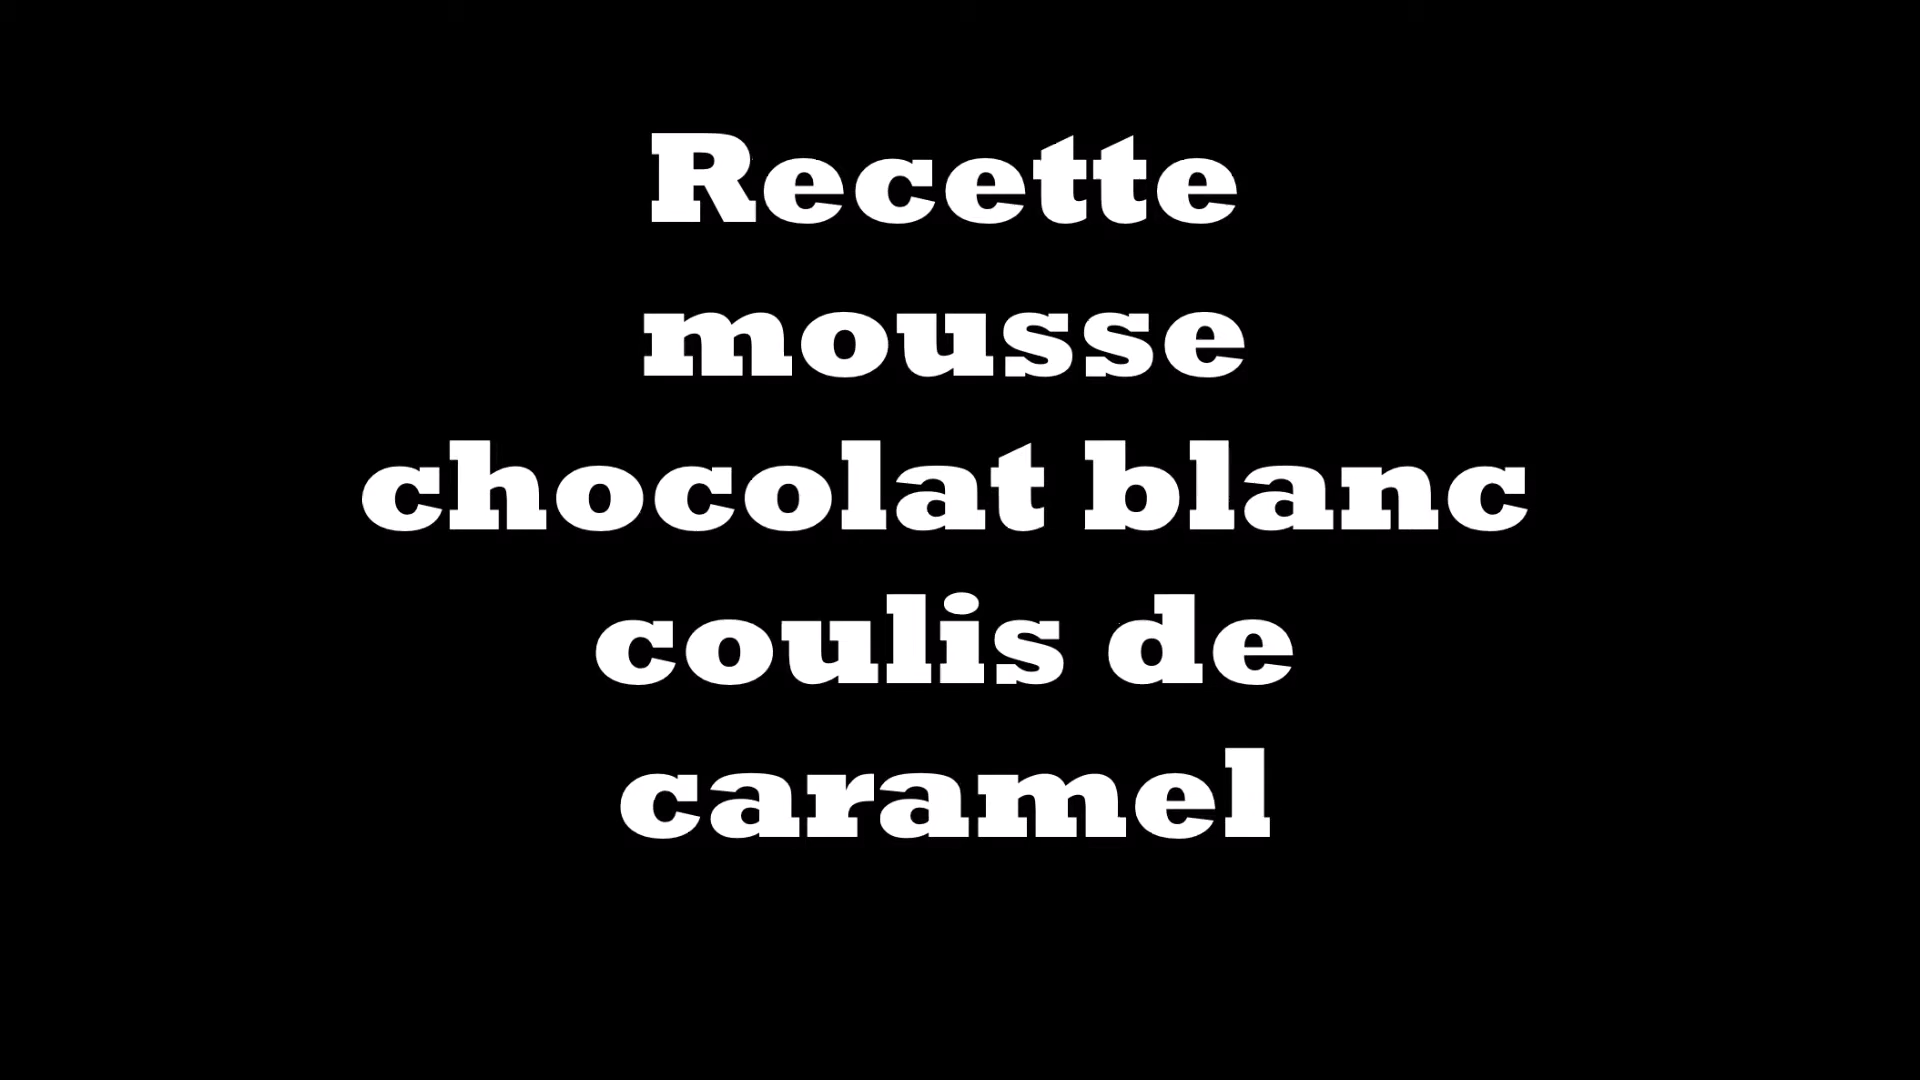 Recette
mousse
chocolat blanc
coulis de
caramel